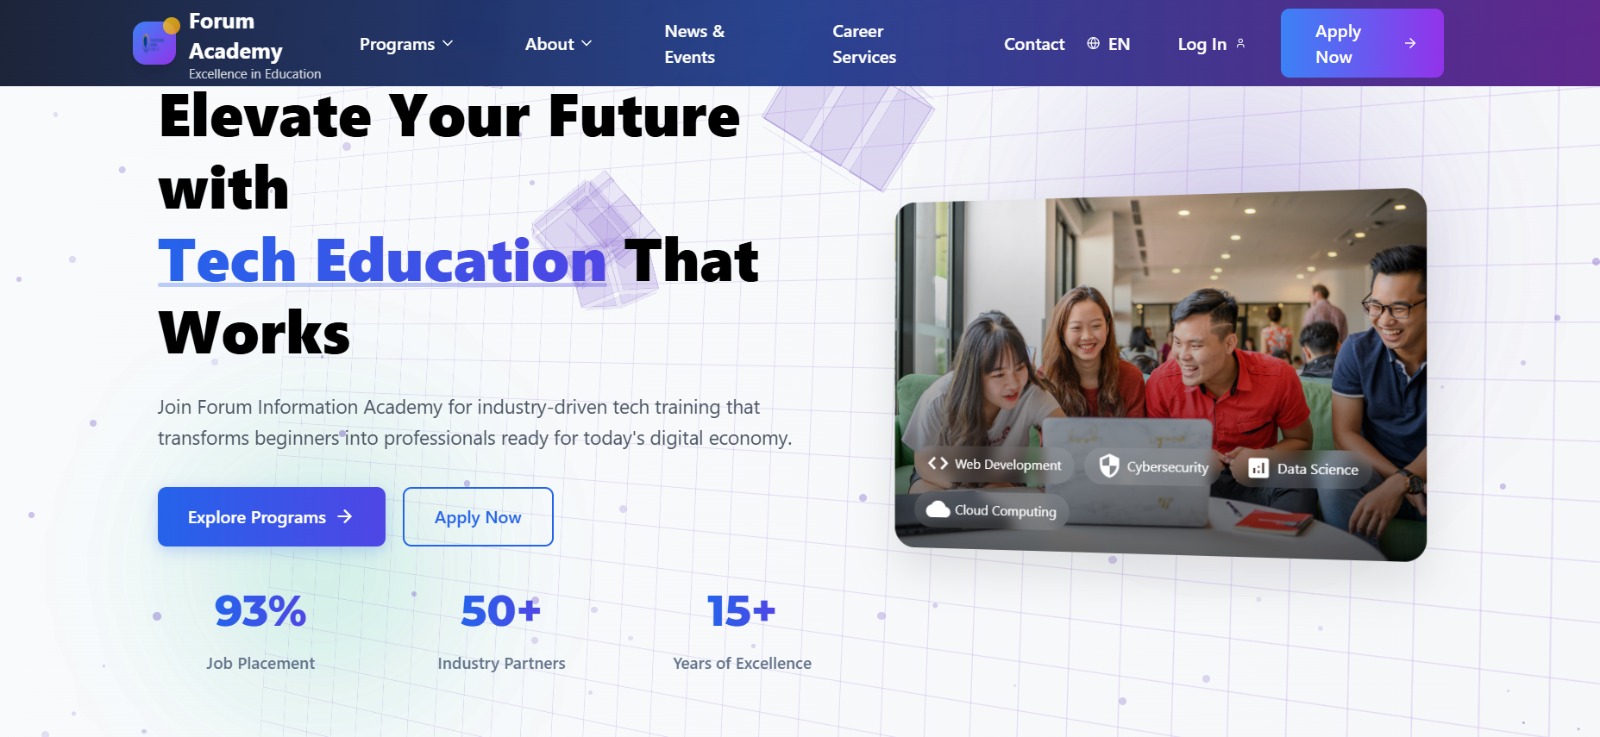 Forum
Academy
Excellence in Education
Programs
About
News &
Events
Career
Services
Contact
EN
Log In
Apply
Now
Elevate Your Future
with
Tech Education That
Works
Join Forum Information Academy for industry-driven tech training that
transforms beginners into professionals ready for today's digital economy.
Explore Programs
Apply Now
Web Development
Cybersecurity
Data Science
Cloud Computing
93%
50+
15+
Job Placement
Industry Partners
Years of Excellence